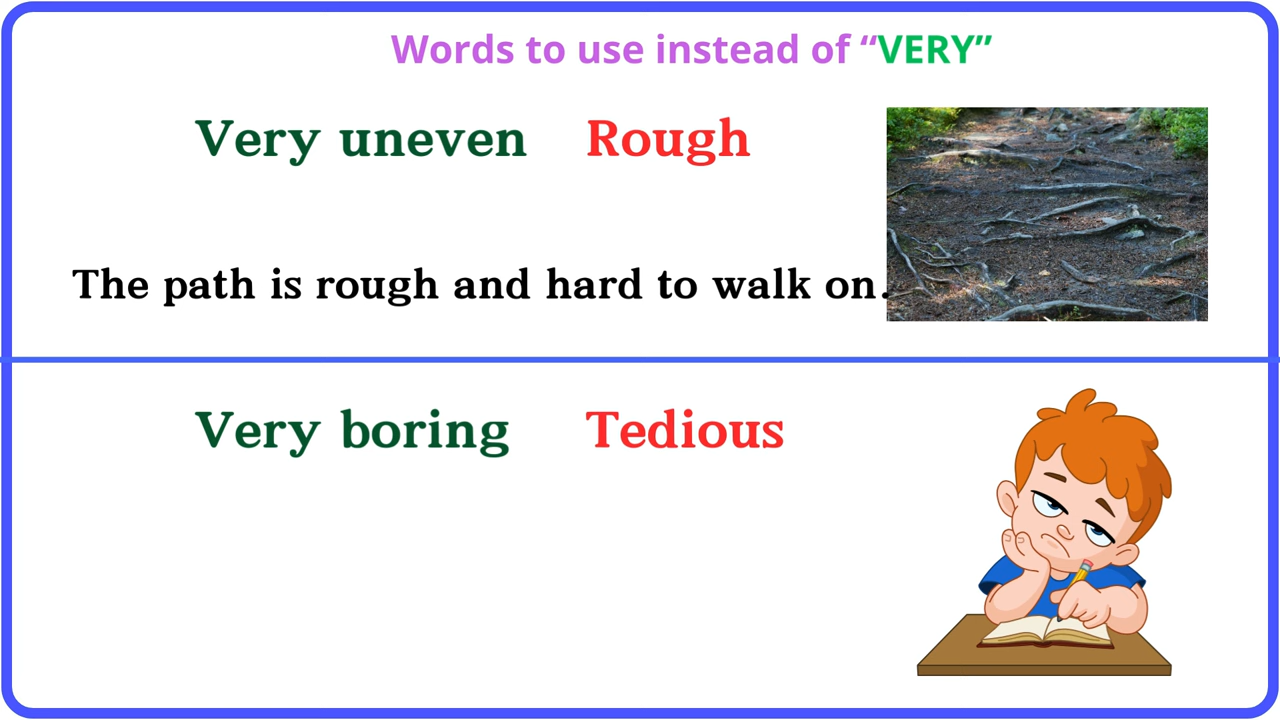 Words to use instead of “VERY”
Very uneven Rough
The path is rough and hard to walk on.
Very boring Tedious